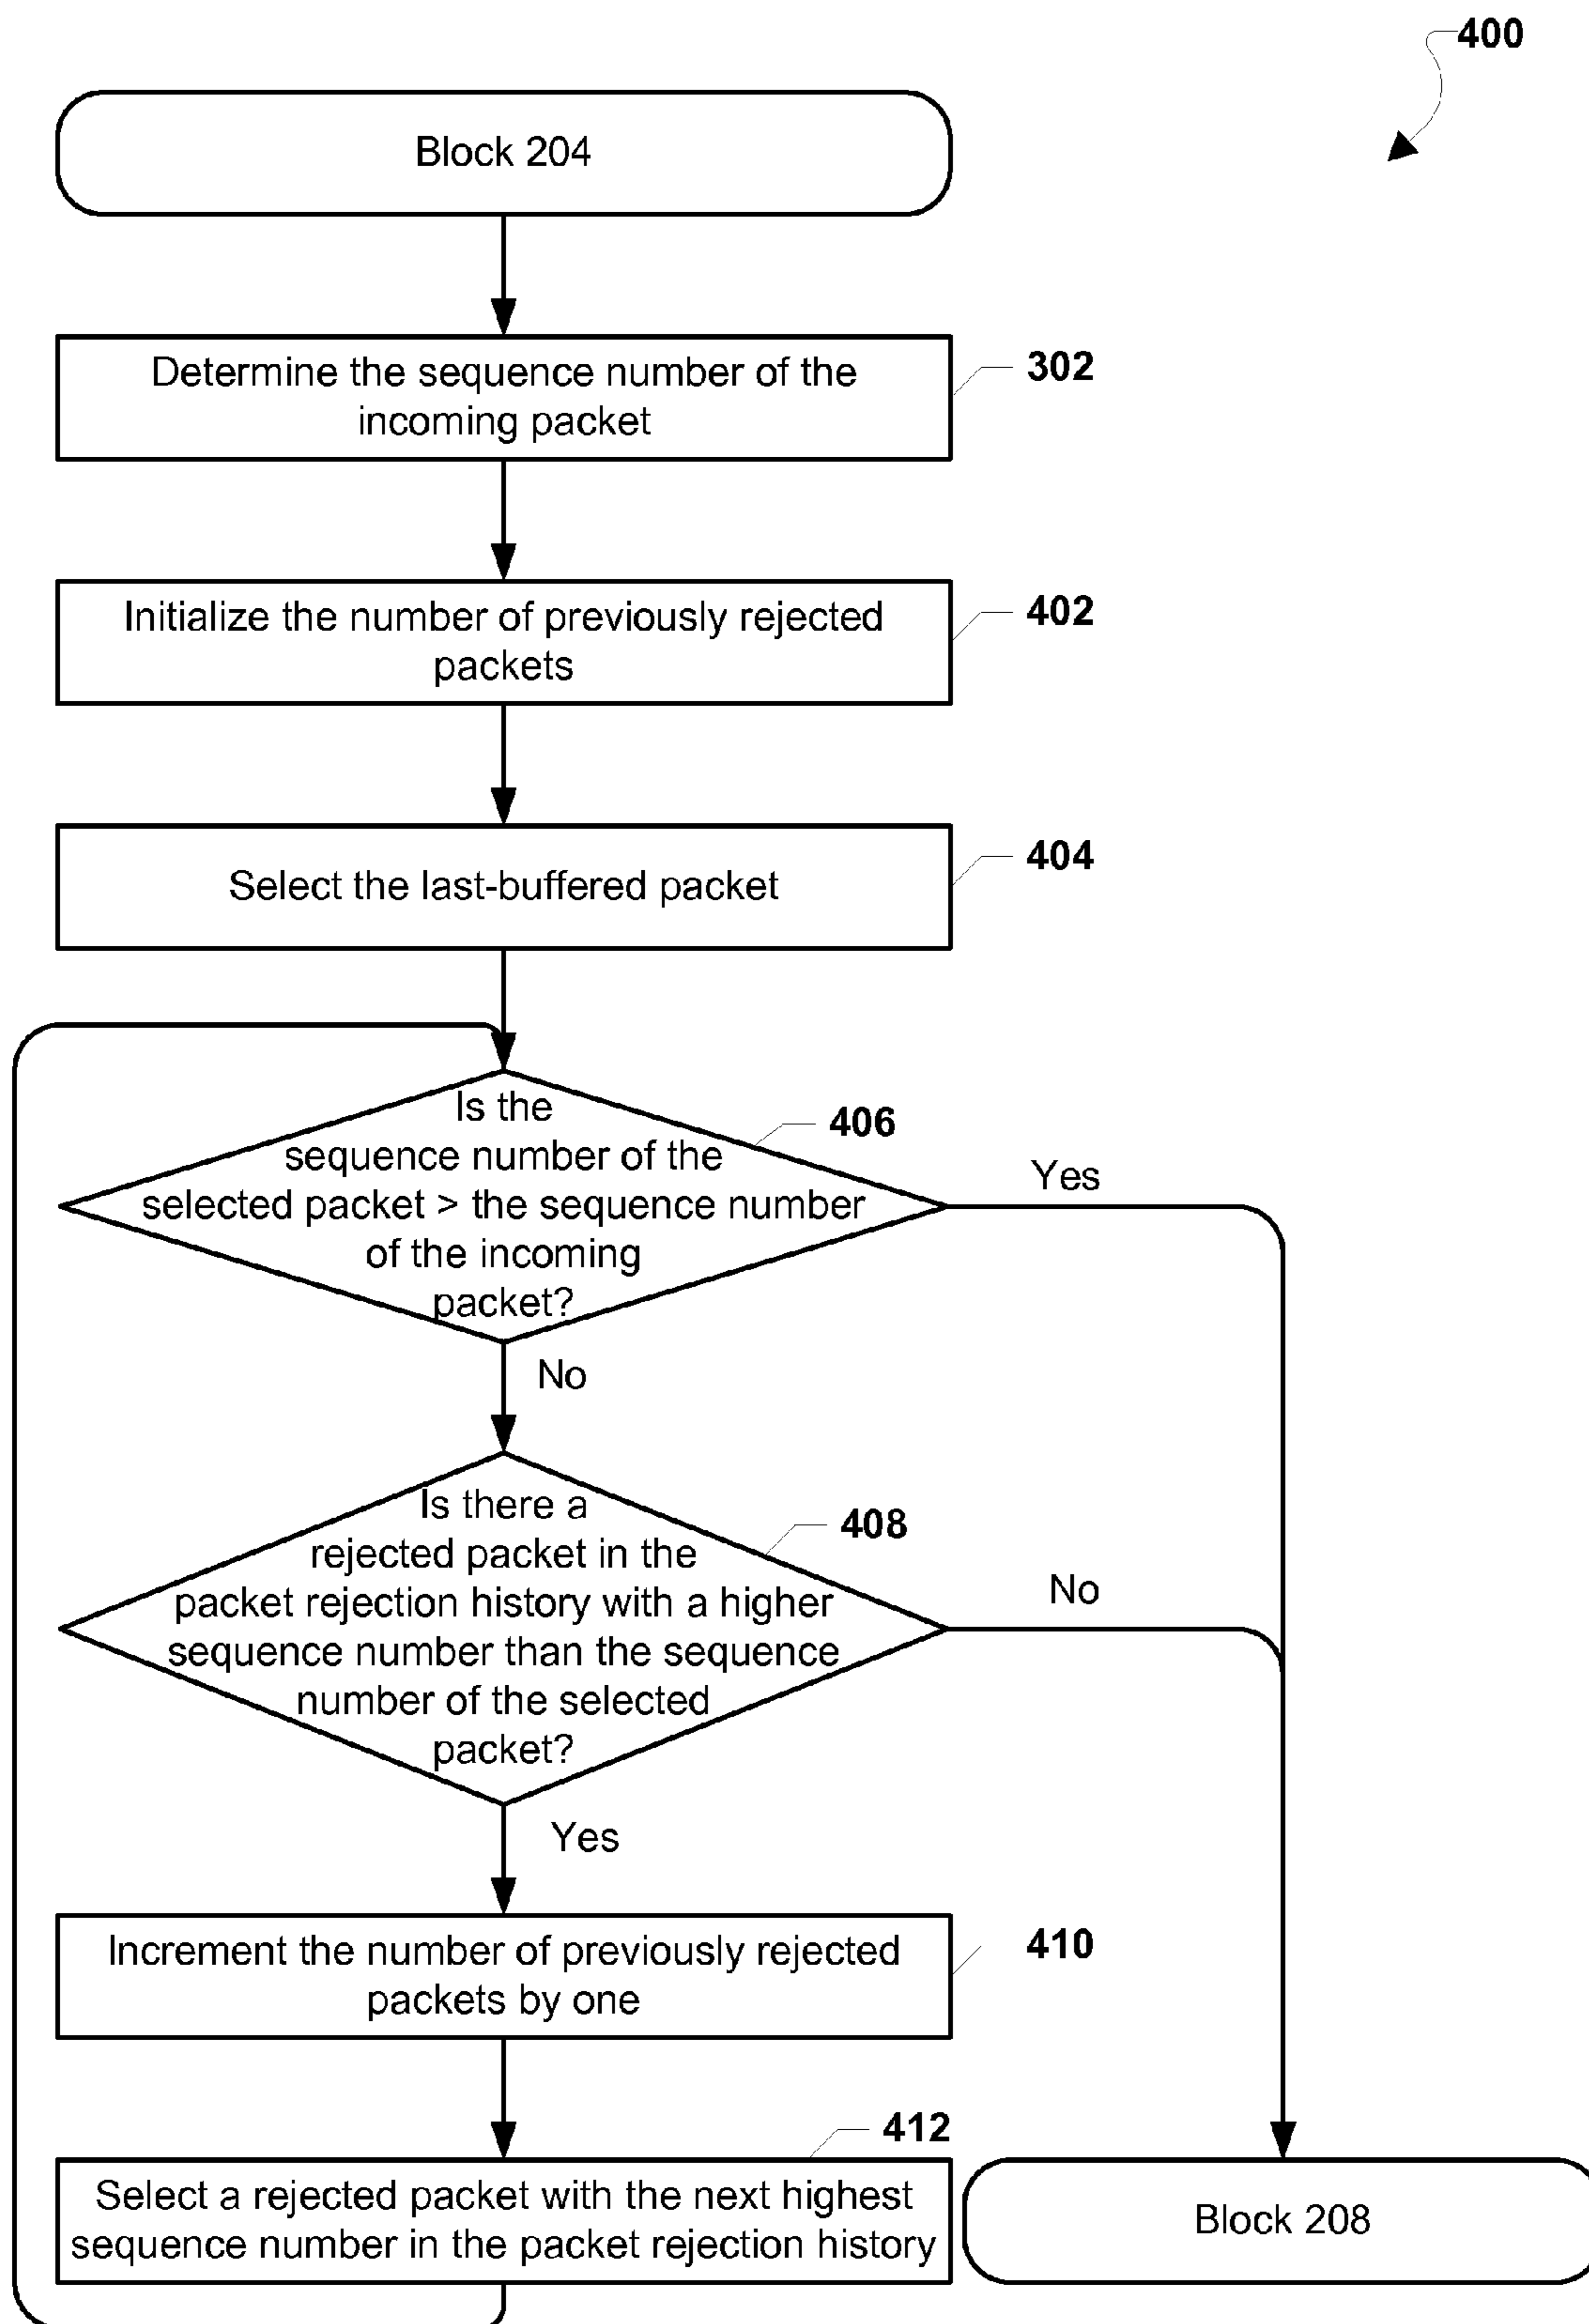 400
Block 204
Determine the sequence number of the
incoming packet
302
Initialize the number of previously rejected
packets
402
Select the last-buffered packet
404
Is the
sequence number of the
selected packet > the sequence number
of the incoming
packet?
406
Yes
No
Is there a
rejected packet in the
packet rejection history with a higher
sequence number than the sequence
number of the selected
packet?
408
No
Yes
Increment the number of previously rejected
packets by one
410
412
Select a rejected packet with the next highest
sequence number in the packet rejection history
Block 208